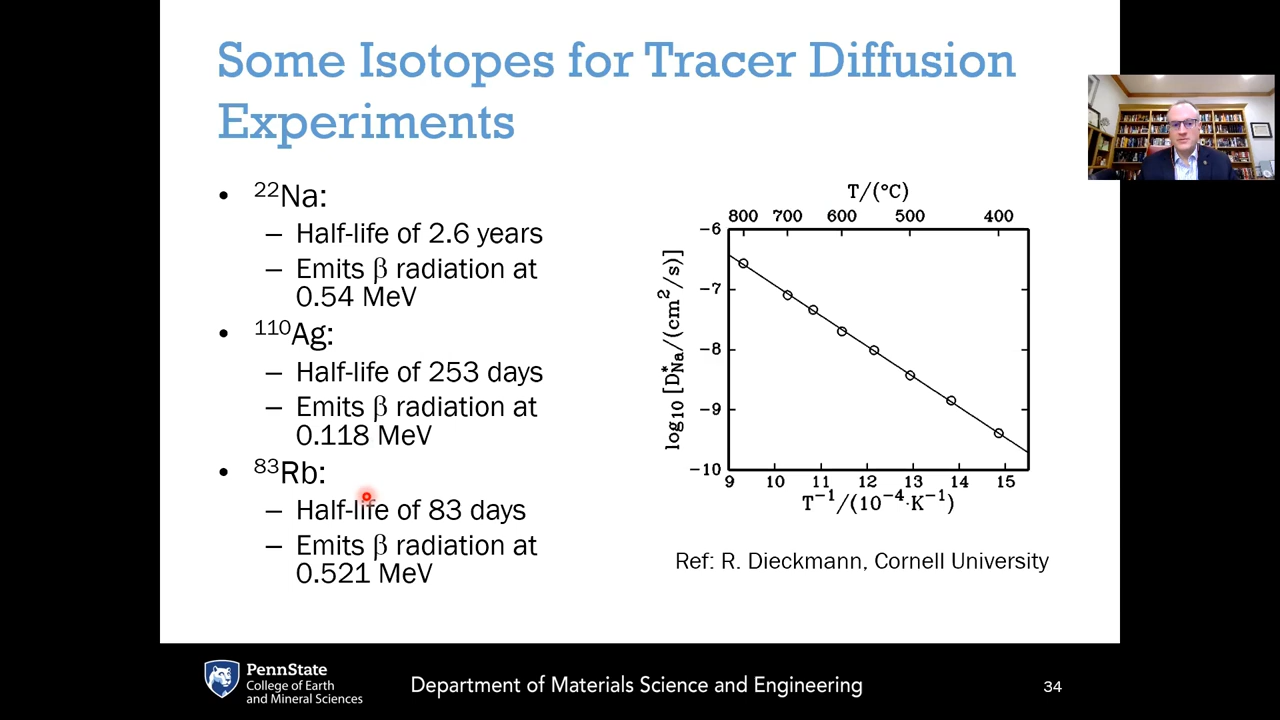 Some Isotopes for Tracer Diffusion
Experiments
• ²²Na:
– Half-life of 2.6 years
– Emits β radiation at
0.54 MeV
• ¹¹⁰Ag:
– Half-life of 253 days
– Emits β radiation at
0.118 MeV
• ⁸³Rb:
– Half-life of 83 days
– Emits β radiation at
0.521 MeV
T/(°C)
800 700 600 500 400
log₁₀ [D*Na/(cm²/s)]
−6
−7
−8
−9
−10
9 10 11 12 13 14 15
T⁻¹/(10⁻⁴·K⁻¹)
Ref: R. Dieckmann, Cornell University
PennState
College of Earth
and Mineral Sciences
Department of Materials Science and Engineering
34